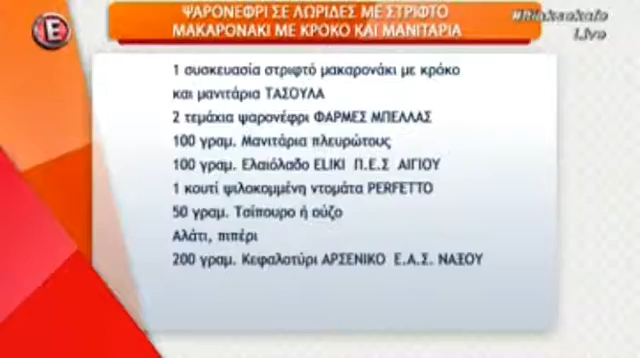 ΨΑΡΟΝΕΦΡΙ ΣΕ ΛΩΡΙΔΕΣ ΜΕ ΣΤΡΙΦΤΟ
ΜΑΚΑΡΟΝΑΚΙ ΜΕ ΚΡΟΚΟ ΚΑΙ ΜΑΝΙΤΑΡΙΑ
Live
E
1 συσκευασία στριφτό μακαρονάκι με κρόκο
και μανιτάρια ΤΑΣΟΥΛΑ
2 τεμάκια ψαρονέφρι ΦΑΡΜΕΣ ΜΠΕΛΛΑΣ
100 γραμ. Μανιτάρια πλευρώτους
100 γραμ. Ελαιόλαδο ELIKI Π.Ε.Σ ΑΙΓΙΟΥ
1 κουτί ψιλοκομμένη ντομάτα PERFETTO
50 γραμ. Τσίπουρο ή ούζο
Αλάτι, πιπέρι
200 γραμ. Κεφαλοτύρι ΑΡΣΕΝΙΚΟ Ε.Α.Σ. ΝΑΞΟΥ